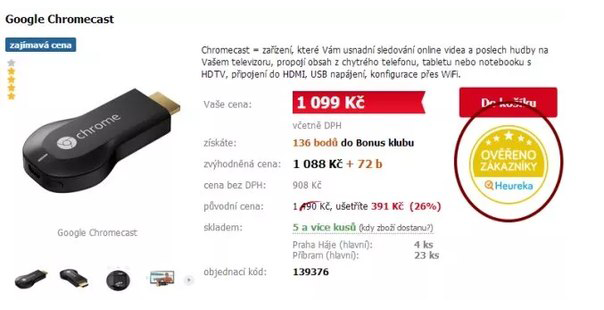 Google Chromecast
zajímavá cena
Chromecast = zařízení, které Vám usnadní sledování online videa a poslech hudby na
Vašem televizoru, propojí obsah z chytrého telefonu, tabletu nebo notebooku s
HDTV, připojení do HDMI, USB napájení, konfigurace přes WiFi.
chrome
Google Chromecast
Vaše cena: 1 099 Kč
Do košíku
včetně DPH
získáte: 136 bodů do Bonus klubu
zvýhodněná cena: 1 088 Kč + 72 b
cena bez DPH: 908 Kč
původní cena: 1 490 Kč, ušetříte 391 Kč (26%)
skladem: 5 a více kusů (kdy zboží dostanu?)
Praha Háje (hlavní): 4 ks
Příbram (hlavní): 23 ks
objednací kód: 139376
OVĚŘENO
ZÁKAZNÍKY
Heureka